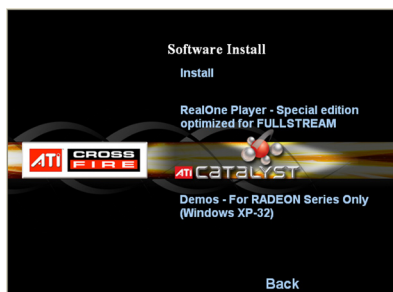 Software Install
Install
RealOne Player - Special edition
optimized for FULLSTREAM
ATI CROSS
FIRE
ATI CATALYST
Demos - For RADEON Series Only
(Windows XP-32)
Back